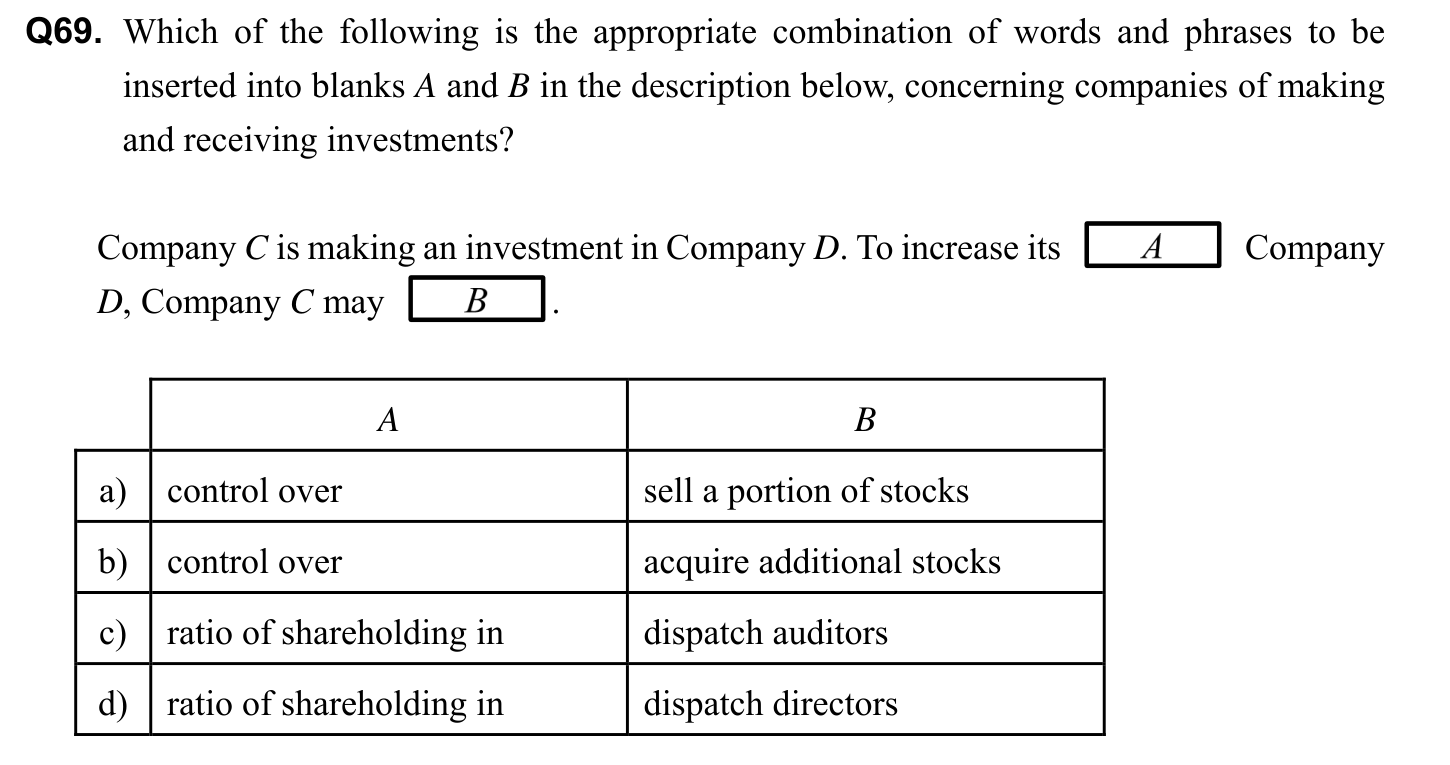 Q69. Which of the following is the appropriate combination of words and phrases to be
inserted into blanks A and B in the description below, concerning companies of making
and receiving investments?
Company C is making an investment in Company D. To increase its A Company
D, Company C may B .
A B
a) control over sell a portion of stocks
b) control over acquire additional stocks
c) ratio of shareholding in dispatch auditors
d) ratio of shareholding in dispatch directors